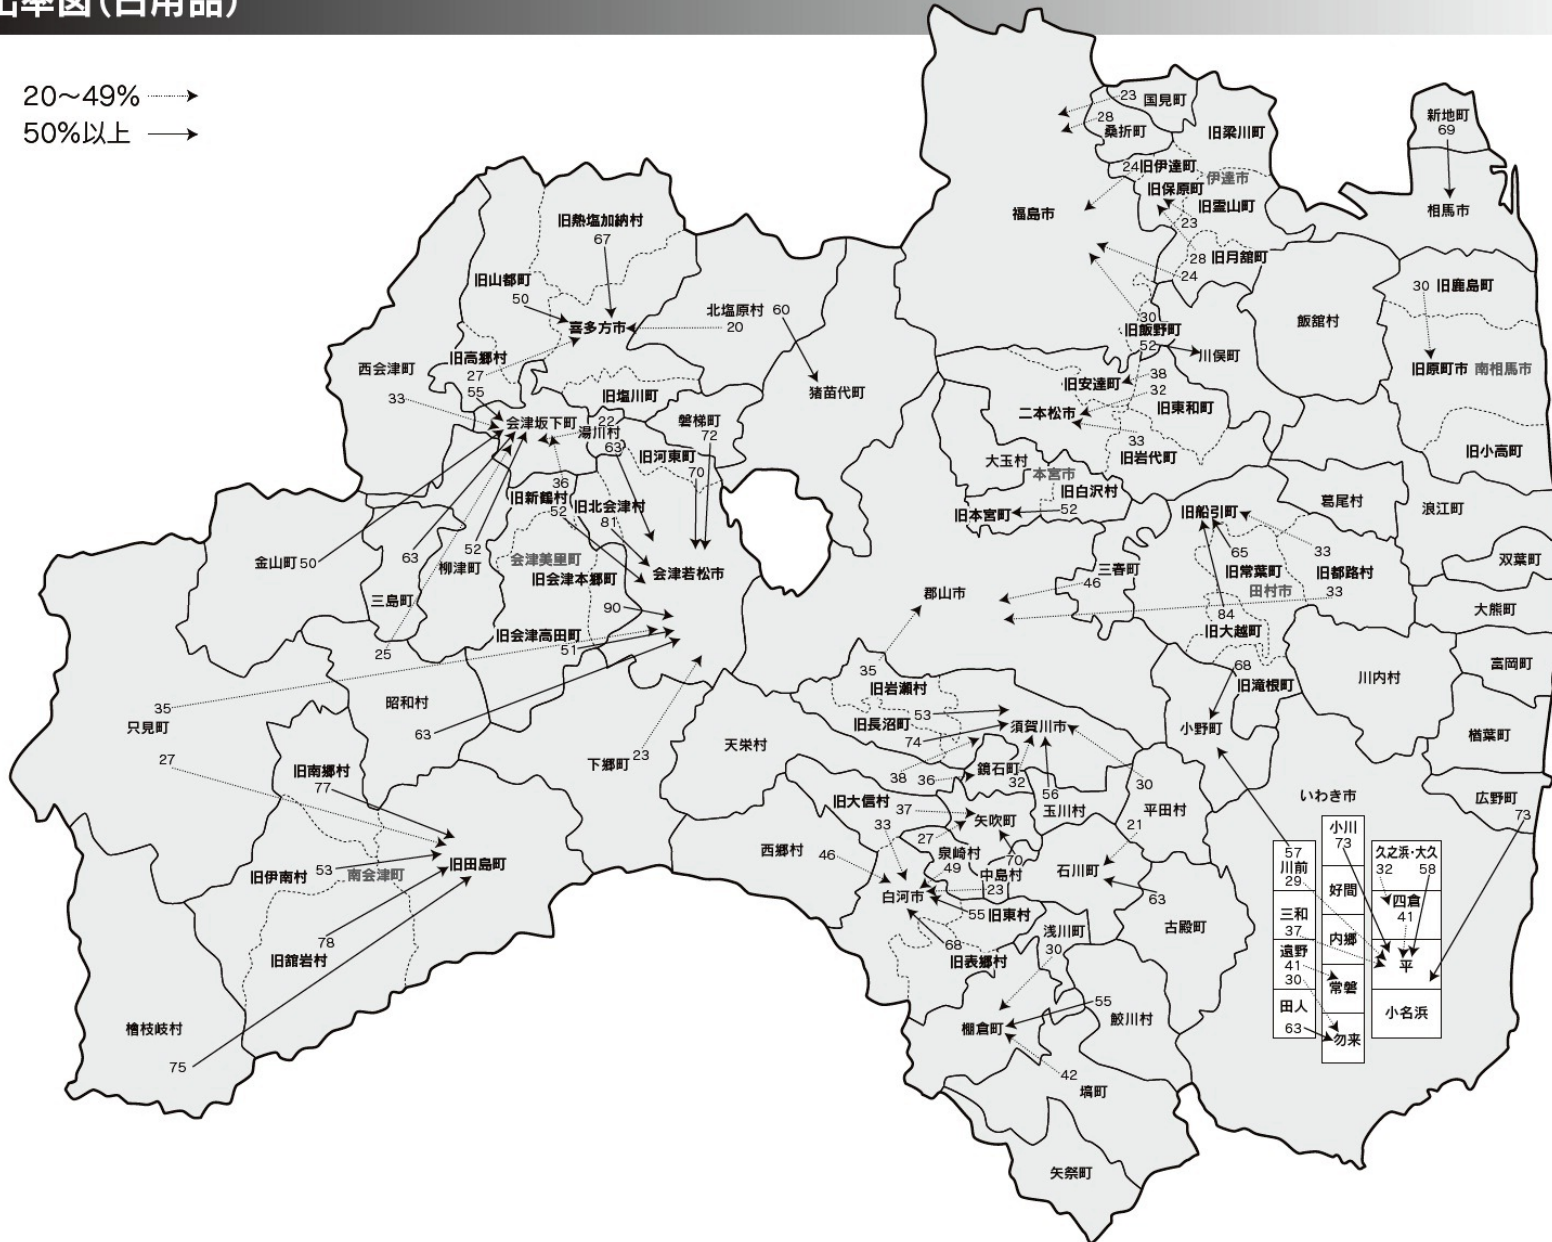 出率図(日用品)
20～49%
50%以上
23
国見町
28
桑折町
旧梁川町
24
旧伊達町
伊達市
旧保原町
旧霊山町
23
福島市
28
旧月舘町
24
30
旧飯野町
52
川俣町
新地町
69
相馬市
飯舘村
30
旧鹿島町
旧原町市
南相馬市
旧小高町
旧熱塩加納村
67
旧山都町
50
喜多方市
北塩原村
60
20
西会津町
33
旧高郷村
27
55
旧塩川町
猪苗代町
会津坂下町
22
湯川村
63
磐梯町
72
旧河東町
70
36
旧新鶴村
52
旧北会津村
81
旧安達町
38
32
二本松市
旧東和町
33
旧岩代町
大玉村
本宮市
旧白沢村
旧本宮町
52
葛尾村
浪江町
双葉町
大熊町
富岡町
楢葉町
広野町
73
川内村
旧船引町
65
33
旧常葉町
旧都路村
田村市
33
84
旧大越町
三春町
46
郡山市
68
旧滝根町
小野町
金山町
50
63
三島町
52
柳津町
会津美里町
旧会津本郷町
会津若松市
90
旧会津高田町
51
25
35
只見町
27
昭和村
63
下郷町
23
旧南郷村
77
旧伊南村
53
南会津町
旧田島町
78
旧舘岩村
檜枝岐村
75
35
旧岩瀬村
53
旧長沼町
74
須賀川市
天栄村
38
36
鏡石町
32
56
玉川村
30
平田村
21
旧大信村
37
33
矢吹町
27
西郷村
46
泉崎村
49
70
中島村
23
白河市
55
旧東村
68
旧表郷村
石川町
63
古殿町
浅川町
30
棚倉町
55
鮫川村
42
塙町
矢祭町
いわき市
57
川前
29
三和
37
遠野
41
30
田人
63
小川
73
好間
内郷
常磐
勿来
久之浜・大久
32
58
四倉
41
平
小名浜